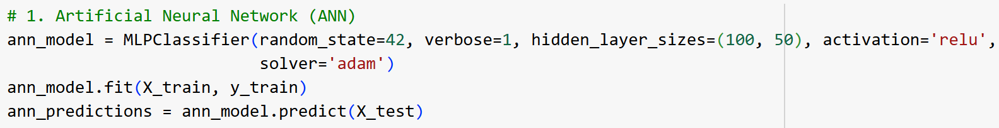 # 1. Artificial Neural Network (ANN)
ann_model = MLPClassifier(random_state=42, verbose=1, hidden_layer_sizes=(100, 50), activation='relu',
                          solver='adam')
ann_model.fit(X_train, y_train)
ann_predictions = ann_model.predict(X_test)